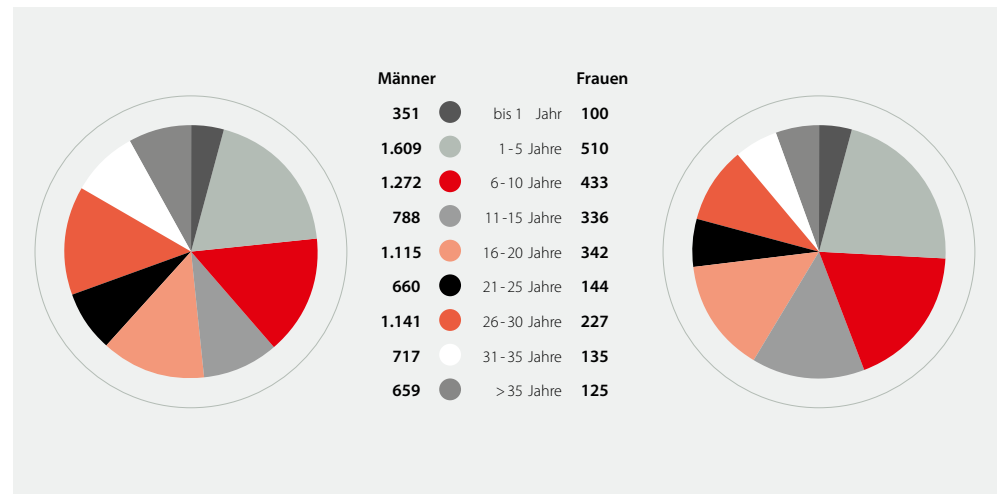 Männer Frauen
351 bis 1 Jahr 100
1.609 1-5 Jahre 510
1.272 6-10 Jahre 433
788 11-15 Jahre 336
1.115 16-20 Jahre 342
660 21-25 Jahre 144
1.141 26-30 Jahre 227
717 31-35 Jahre 135
659 >35 Jahre 125